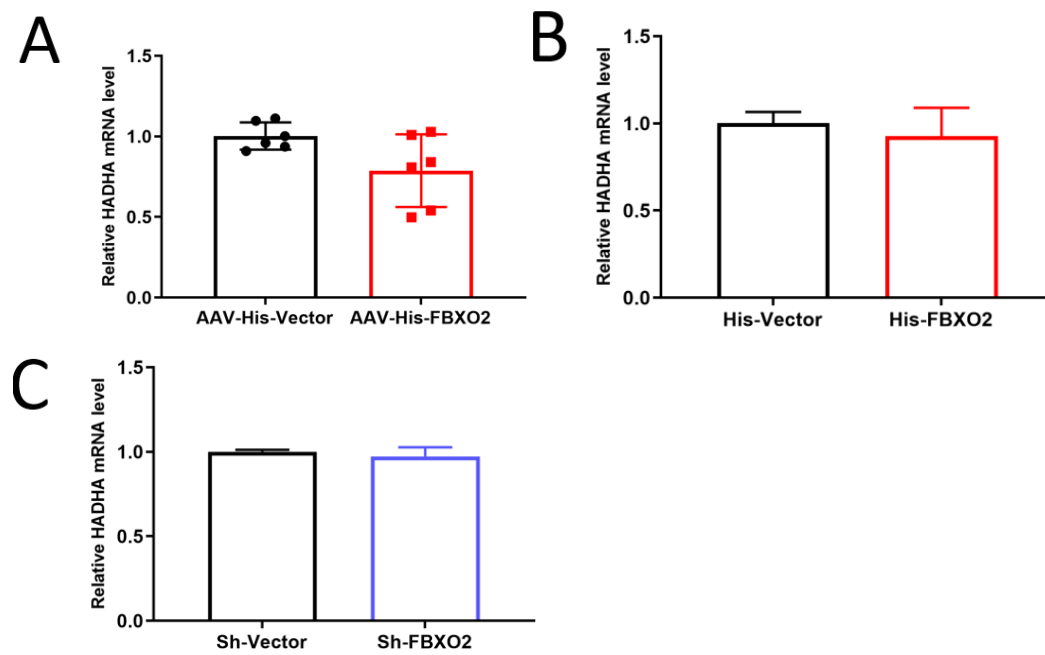 A
Relative HADHA mRNA level
1.5
1.0
0.5
0.0
AAV-His-Vector AAV-His-FBXO2
B
Relative HADHA mRNA level
1.5
1.0
0.5
0.0
His-Vector His-FBXO2
C
Relative HADHA mRNA level
1.5
1.0
0.5
0.0
Sh-Vector Sh-FBXO2